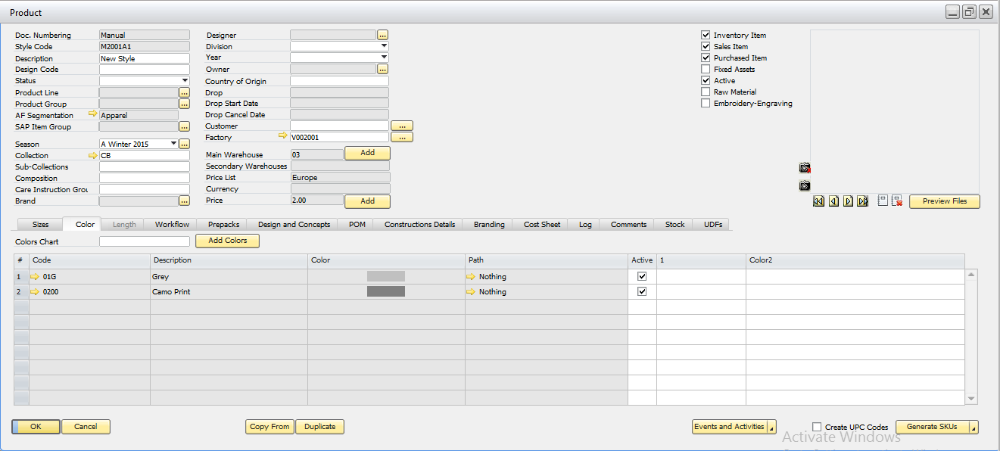 Product
Doc. Numbering Manual
Style Code M2001A1
Description New Style
Design Code
Status
Product Line ...
Product Group ...
AF Segmentation Apparel
SAP Item Group ...
Season A Winter 2015 ...
Collection CB
Sub-Collections
Composition
Care Instruction Grou
Brand ...
Designer ...
Division
Year
Owner ...
Country of Origin
Drop
Drop Start Date
Drop Cancel Date
Customer ...
Factory V002001 ...
Main Warehouse 03 Add
Secondary Warehouses
Price List Europe
Currency
Price 2.00 Add
Inventory Item
Sales Item
Purchased Item
Fixed Assets
Active
Raw Material
Embroidery-Engraving
Preview Files
Sizes Color Length Workflow Prepacks Design and Concepts POM Constructions Details Branding Cost Sheet Log Comments Stock UDFs
Colors Chart Add Colors
# Code Description Color Path Active 1 Color2
1 01G Grey Nothing
2 0200 Camo Print Nothing
OK Cancel Copy From Duplicate Events and Activities Create UPC Codes Generate SKUs
Activate Windows